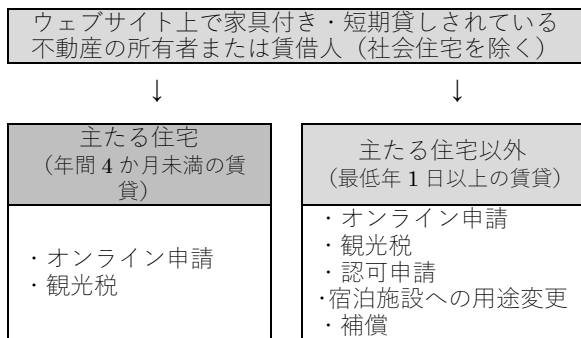 ウェブサイト上で家具付き・短期貸しされている
不動産の所有者または賃借人（社会住宅を除く）
↓ ↓
主たる住宅
（年間 4 か月未満の賃
貸）
・オンライン申請
・観光税
主たる住宅以外
（最低年 1 日以上の賃貸）
・オンライン申請
・観光税
・認可申請
・宿泊施設への用途変更
・補償